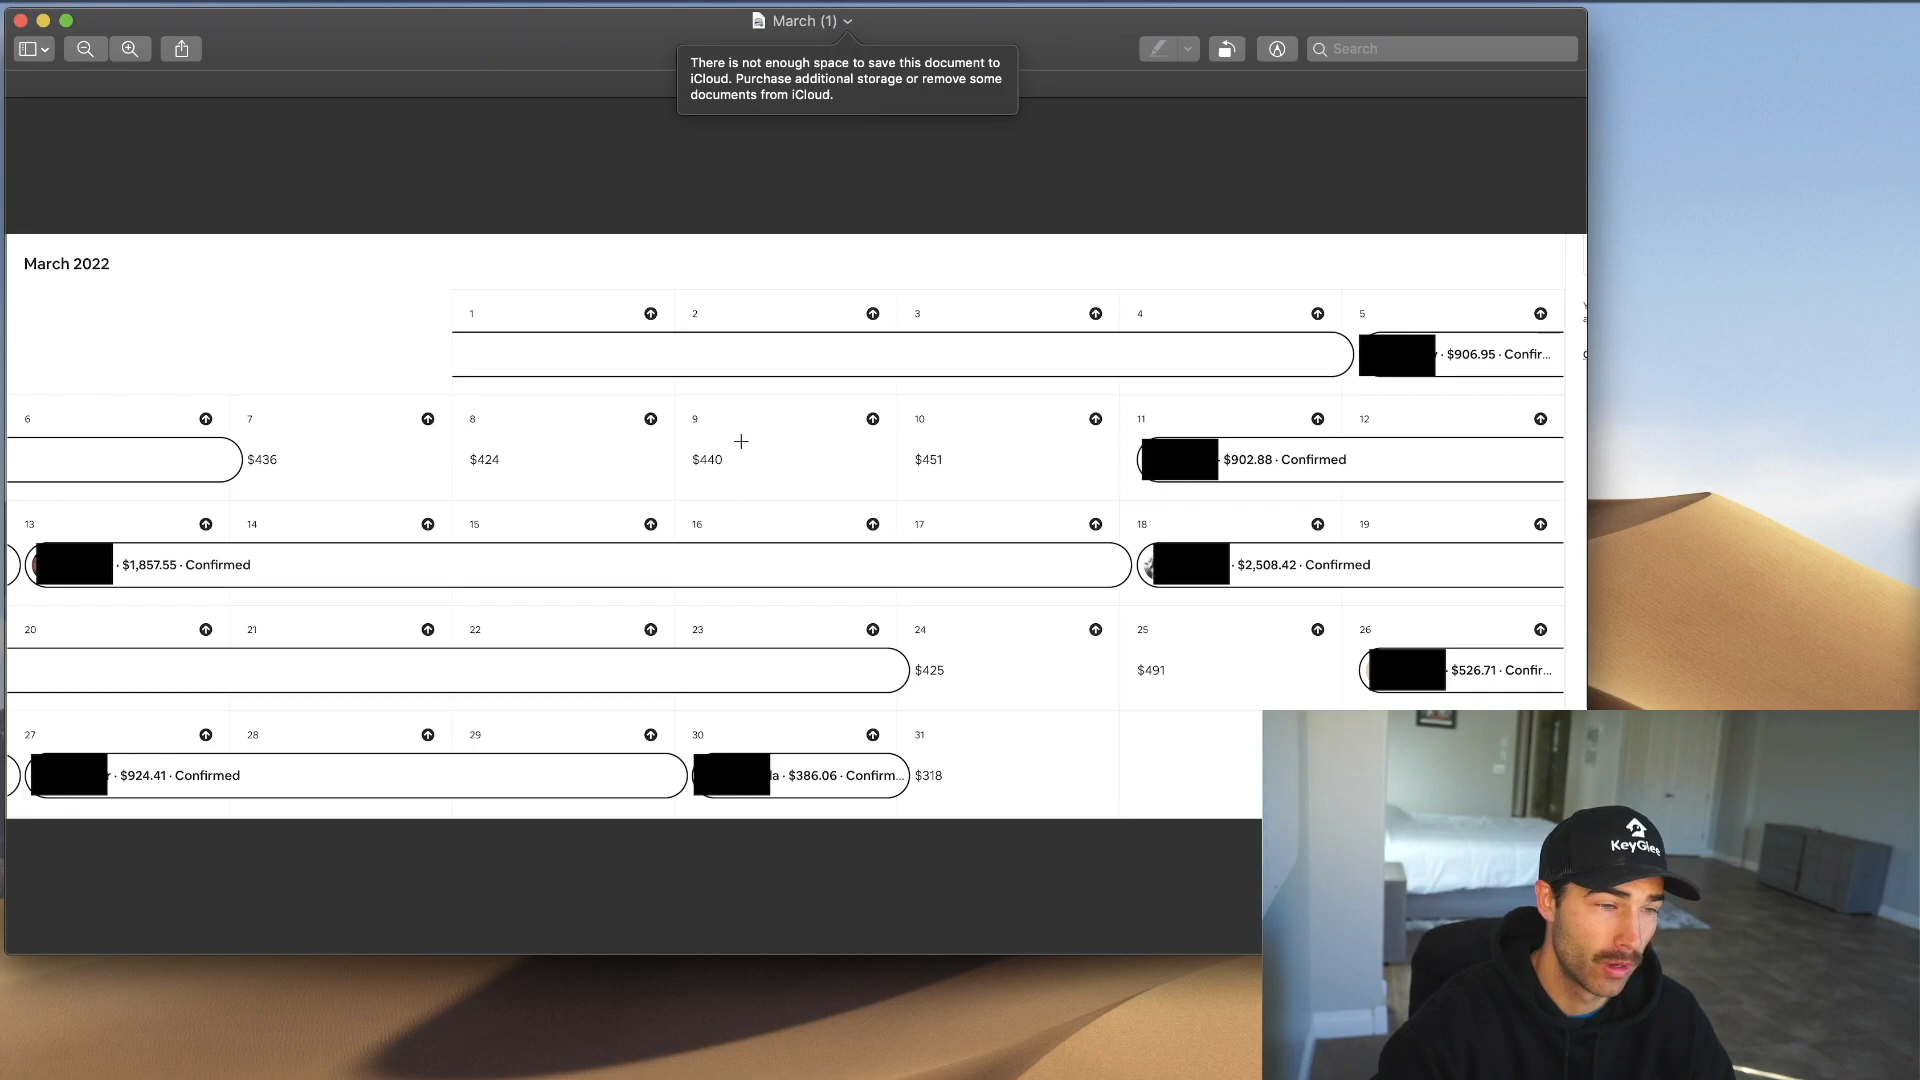 March (1)
Search
There is not enough space to save this document to
iCloud. Purchase additional storage or remove some
documents from iCloud.
March 2022
1 2 3 4 5
· $906.95 · Confir...
6 7 8 9 10 11 12
$436 $424 $440 $451 · $902.88 · Confirmed
13 14 15 16 17 18 19
· $1,857.55 · Confirmed · $2,508.42 · Confirmed
20 21 22 23 24 25 26
$425 $491 · $526.71 · Confir...
27 28 29 30 31
r · $924.41 · Confirmed la · $386.06 · Confirm... $318
KeyGlee